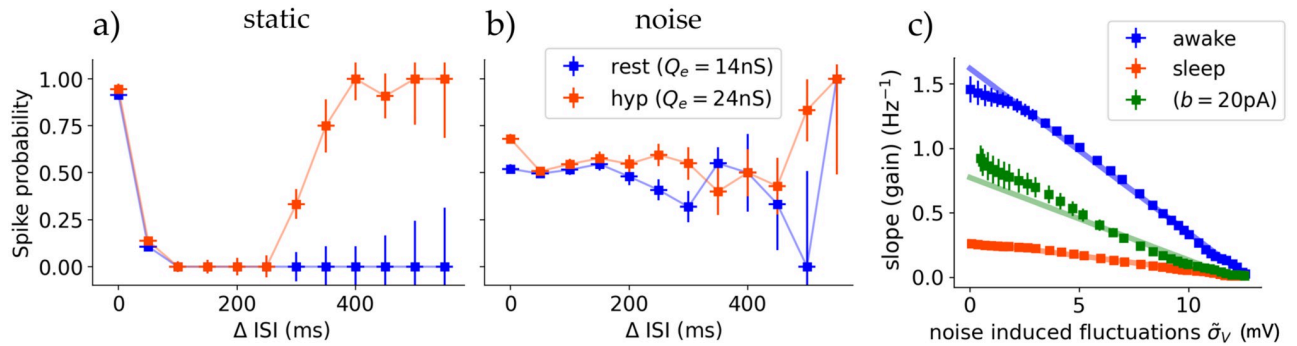 a)
static
Spike probability
1.00
0.75
0.50
0.25
0.00
0
200
400
Δ ISI (ms)
b)
noise
rest (Qₑ = 14nS)
hyp (Qₑ = 24nS)
0
200
400
Δ ISI (ms)
c)
awake
sleep
(b = 20pA)
slope (gain) (Hz⁻¹)
1.5
1.0
0.5
0.0
0
5
10
noise induced fluctuations σ̃_V (mV)